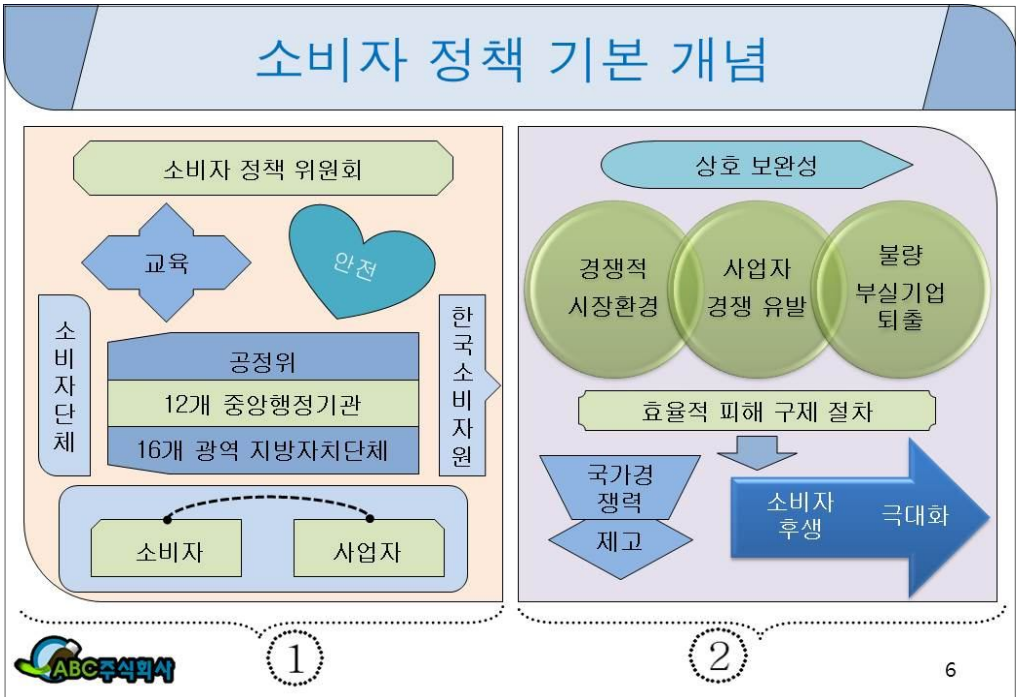 소비자 정책 기본 개념
소비자 정책 위원회
교육
안전
소비자단체
공정위
12개 중앙행정기관
16개 광역 지방자치단체
한국소비자원
소비자
사업자
①
상호 보완성
경쟁적
시장환경
사업자
경쟁 유발
불량
부실기업
퇴출
효율적 피해 구제 절차
국가경
쟁력
제고
소비자
후생
극대화
②
ABC주식회사
6